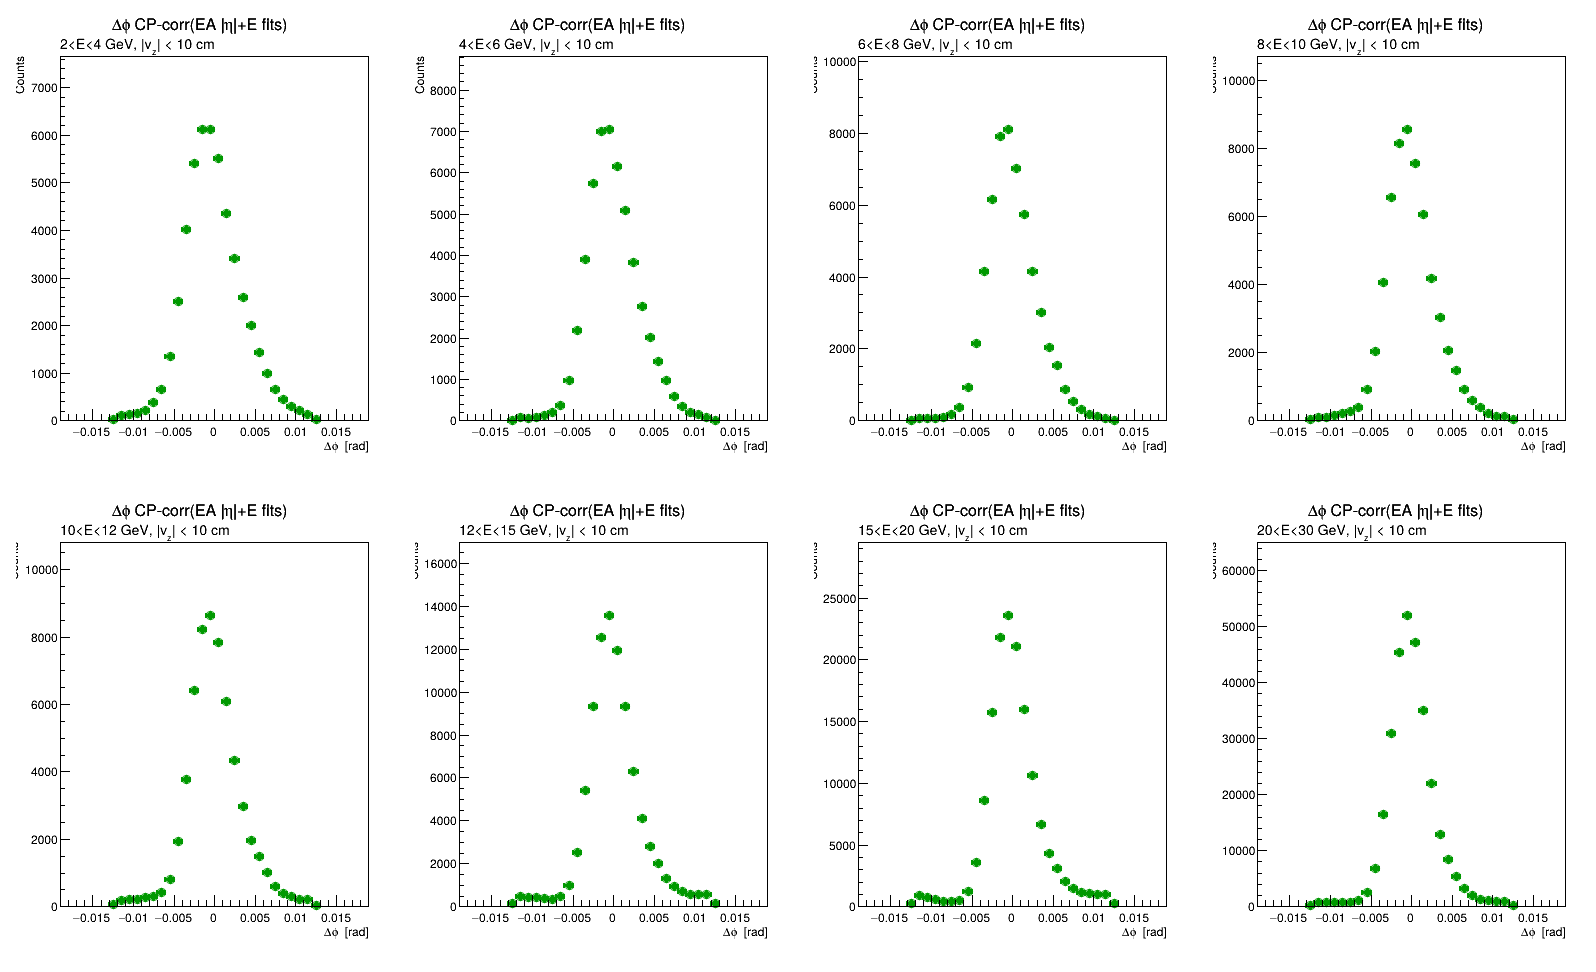 Δϕ CP-corr(EA |η|+E flts)
2<E<4 GeV, |v_z| < 10 cm
Counts
7000
6000
5000
4000
3000
2000
1000
0
−0.015 −0.01 −0.005 0 0.005 0.01 0.015
Δϕ [rad]
Δϕ CP-corr(EA |η|+E flts)
4<E<6 GeV, |v_z| < 10 cm
Counts
8000
7000
6000
5000
4000
3000
2000
1000
0
−0.015 −0.01 −0.005 0 0.005 0.01 0.015
Δϕ [rad]
Δϕ CP-corr(EA |η|+E flts)
6<E<8 GeV, |v_z| < 10 cm
Counts
10000
8000
6000
4000
2000
0
−0.015 −0.01 −0.005 0 0.005 0.01 0.015
Δϕ [rad]
Δϕ CP-corr(EA |η|+E flts)
8<E<10 GeV, |v_z| < 10 cm
Counts
10000
8000
6000
4000
2000
0
−0.015 −0.01 −0.005 0 0.005 0.01 0.015
Δϕ [rad]
Δϕ CP-corr(EA |η|+E flts)
10<E<12 GeV, |v_z| < 10 cm
Counts
10000
8000
6000
4000
2000
0
−0.015 −0.01 −0.005 0 0.005 0.01 0.015
Δϕ [rad]
Δϕ CP-corr(EA |η|+E flts)
12<E<15 GeV, |v_z| < 10 cm
Counts
16000
14000
12000
10000
8000
6000
4000
2000
0
−0.015 −0.01 −0.005 0 0.005 0.01 0.015
Δϕ [rad]
Δϕ CP-corr(EA |η|+E flts)
15<E<20 GeV, |v_z| < 10 cm
Counts
25000
20000
15000
10000
5000
0
−0.015 −0.01 −0.005 0 0.005 0.01 0.015
Δϕ [rad]
Δϕ CP-corr(EA |η|+E flts)
20<E<30 GeV, |v_z| < 10 cm
Counts
60000
50000
40000
30000
20000
10000
0
−0.015 −0.01 −0.005 0 0.005 0.01 0.015
Δϕ [rad]